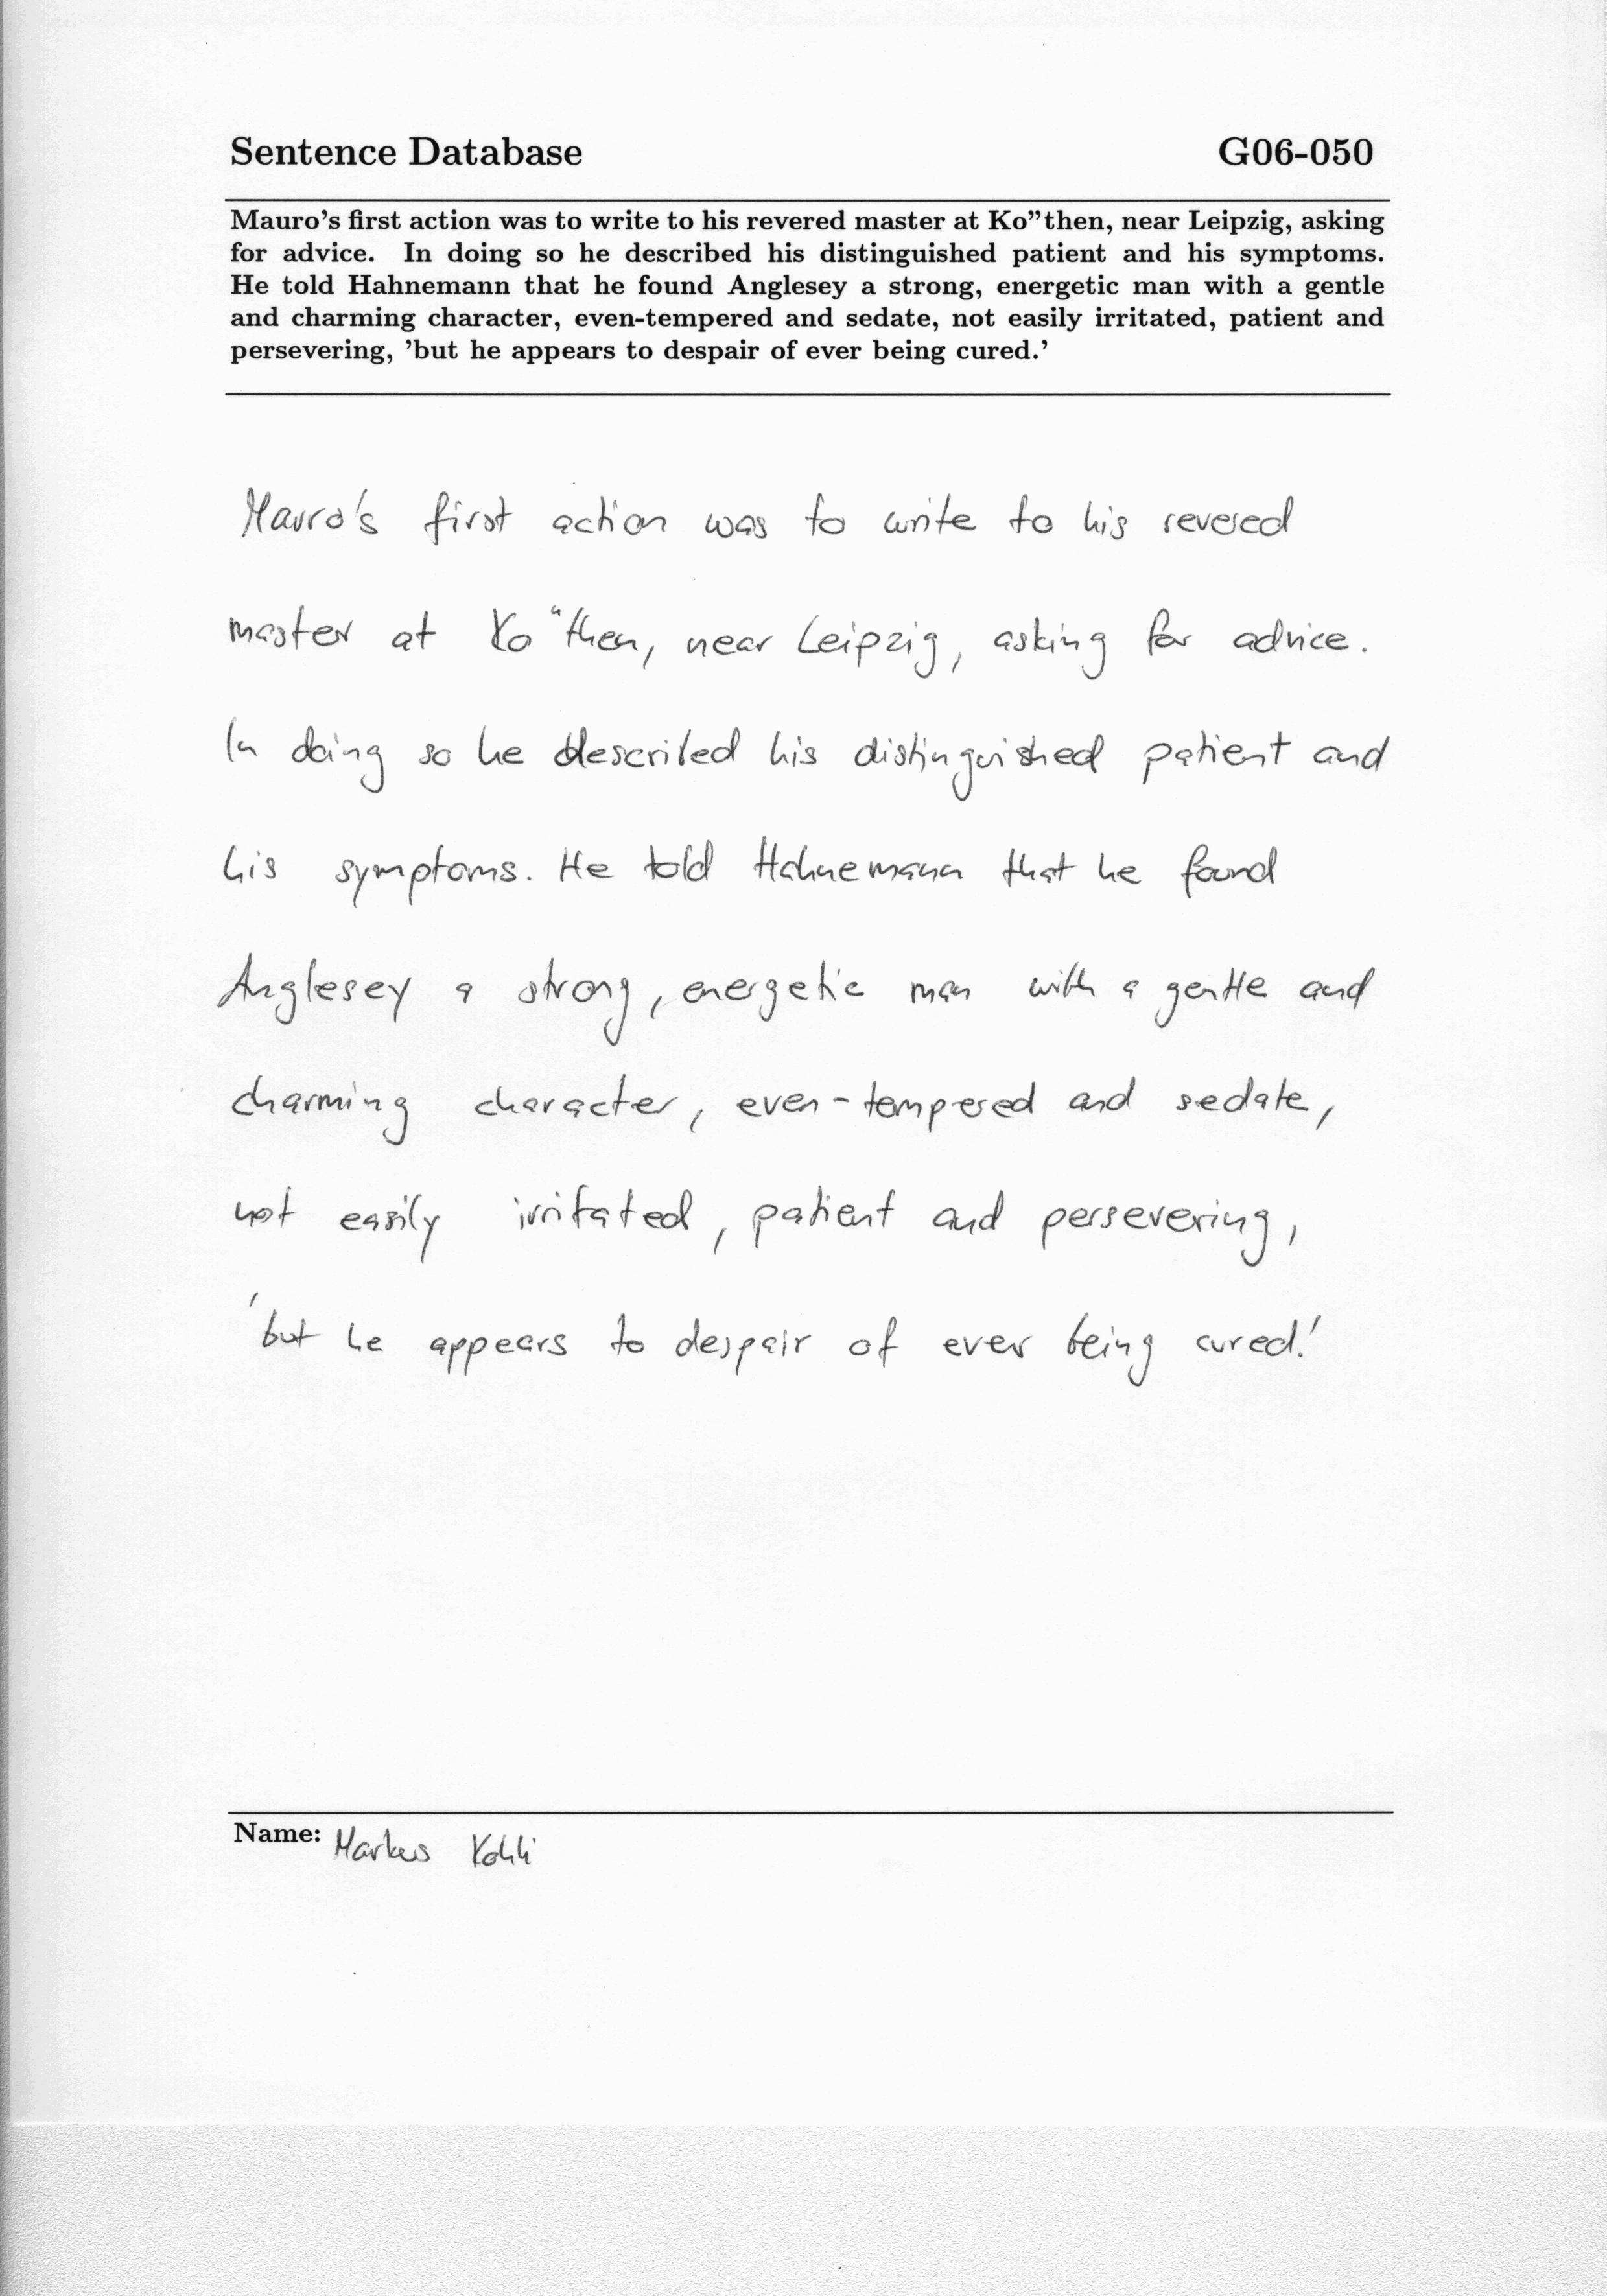 Sentence Database G06-050
Mauro's first action was to write to his revered master at Ko"then, near Leipzig, asking
for advice. In doing so he described his distinguished patient and his symptoms.
He told Hahnemann that he found Anglesey a strong, energetic man with a gentle
and charming character, even-tempered and sedate, not easily irritated, patient and
persevering, 'but he appears to despair of ever being cured.'
Mauro's first action was to write to his revered
master at Ko"then, near Leipzig, asking for advice.
In doing so he described his distinguished patient and
his symptoms. He told Hahnemann that he found
Anglesey a strong, energetic man with a gentle and
charming character, even-tempered and sedate,
not easily irritated, patient and persevering,
'but he appears to despair of ever being cured.'
Name: Markus Kohli